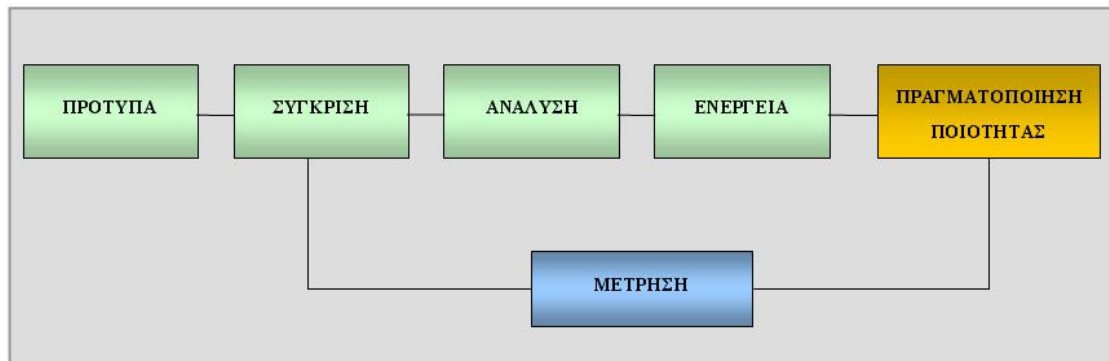 ΠΡΟΤΥΠΑ
ΣΥΓΚΡΙΣΗ
ΑΝΑΛΥΣΗ
ΕΝΕΡΓΕΙΑ
ΠΡΑΓΜΑΤΟΠΟΙΗΣΗ
ΠΟΙΟΤΗΤΑΣ
ΜΕΤΡΗΣΗ